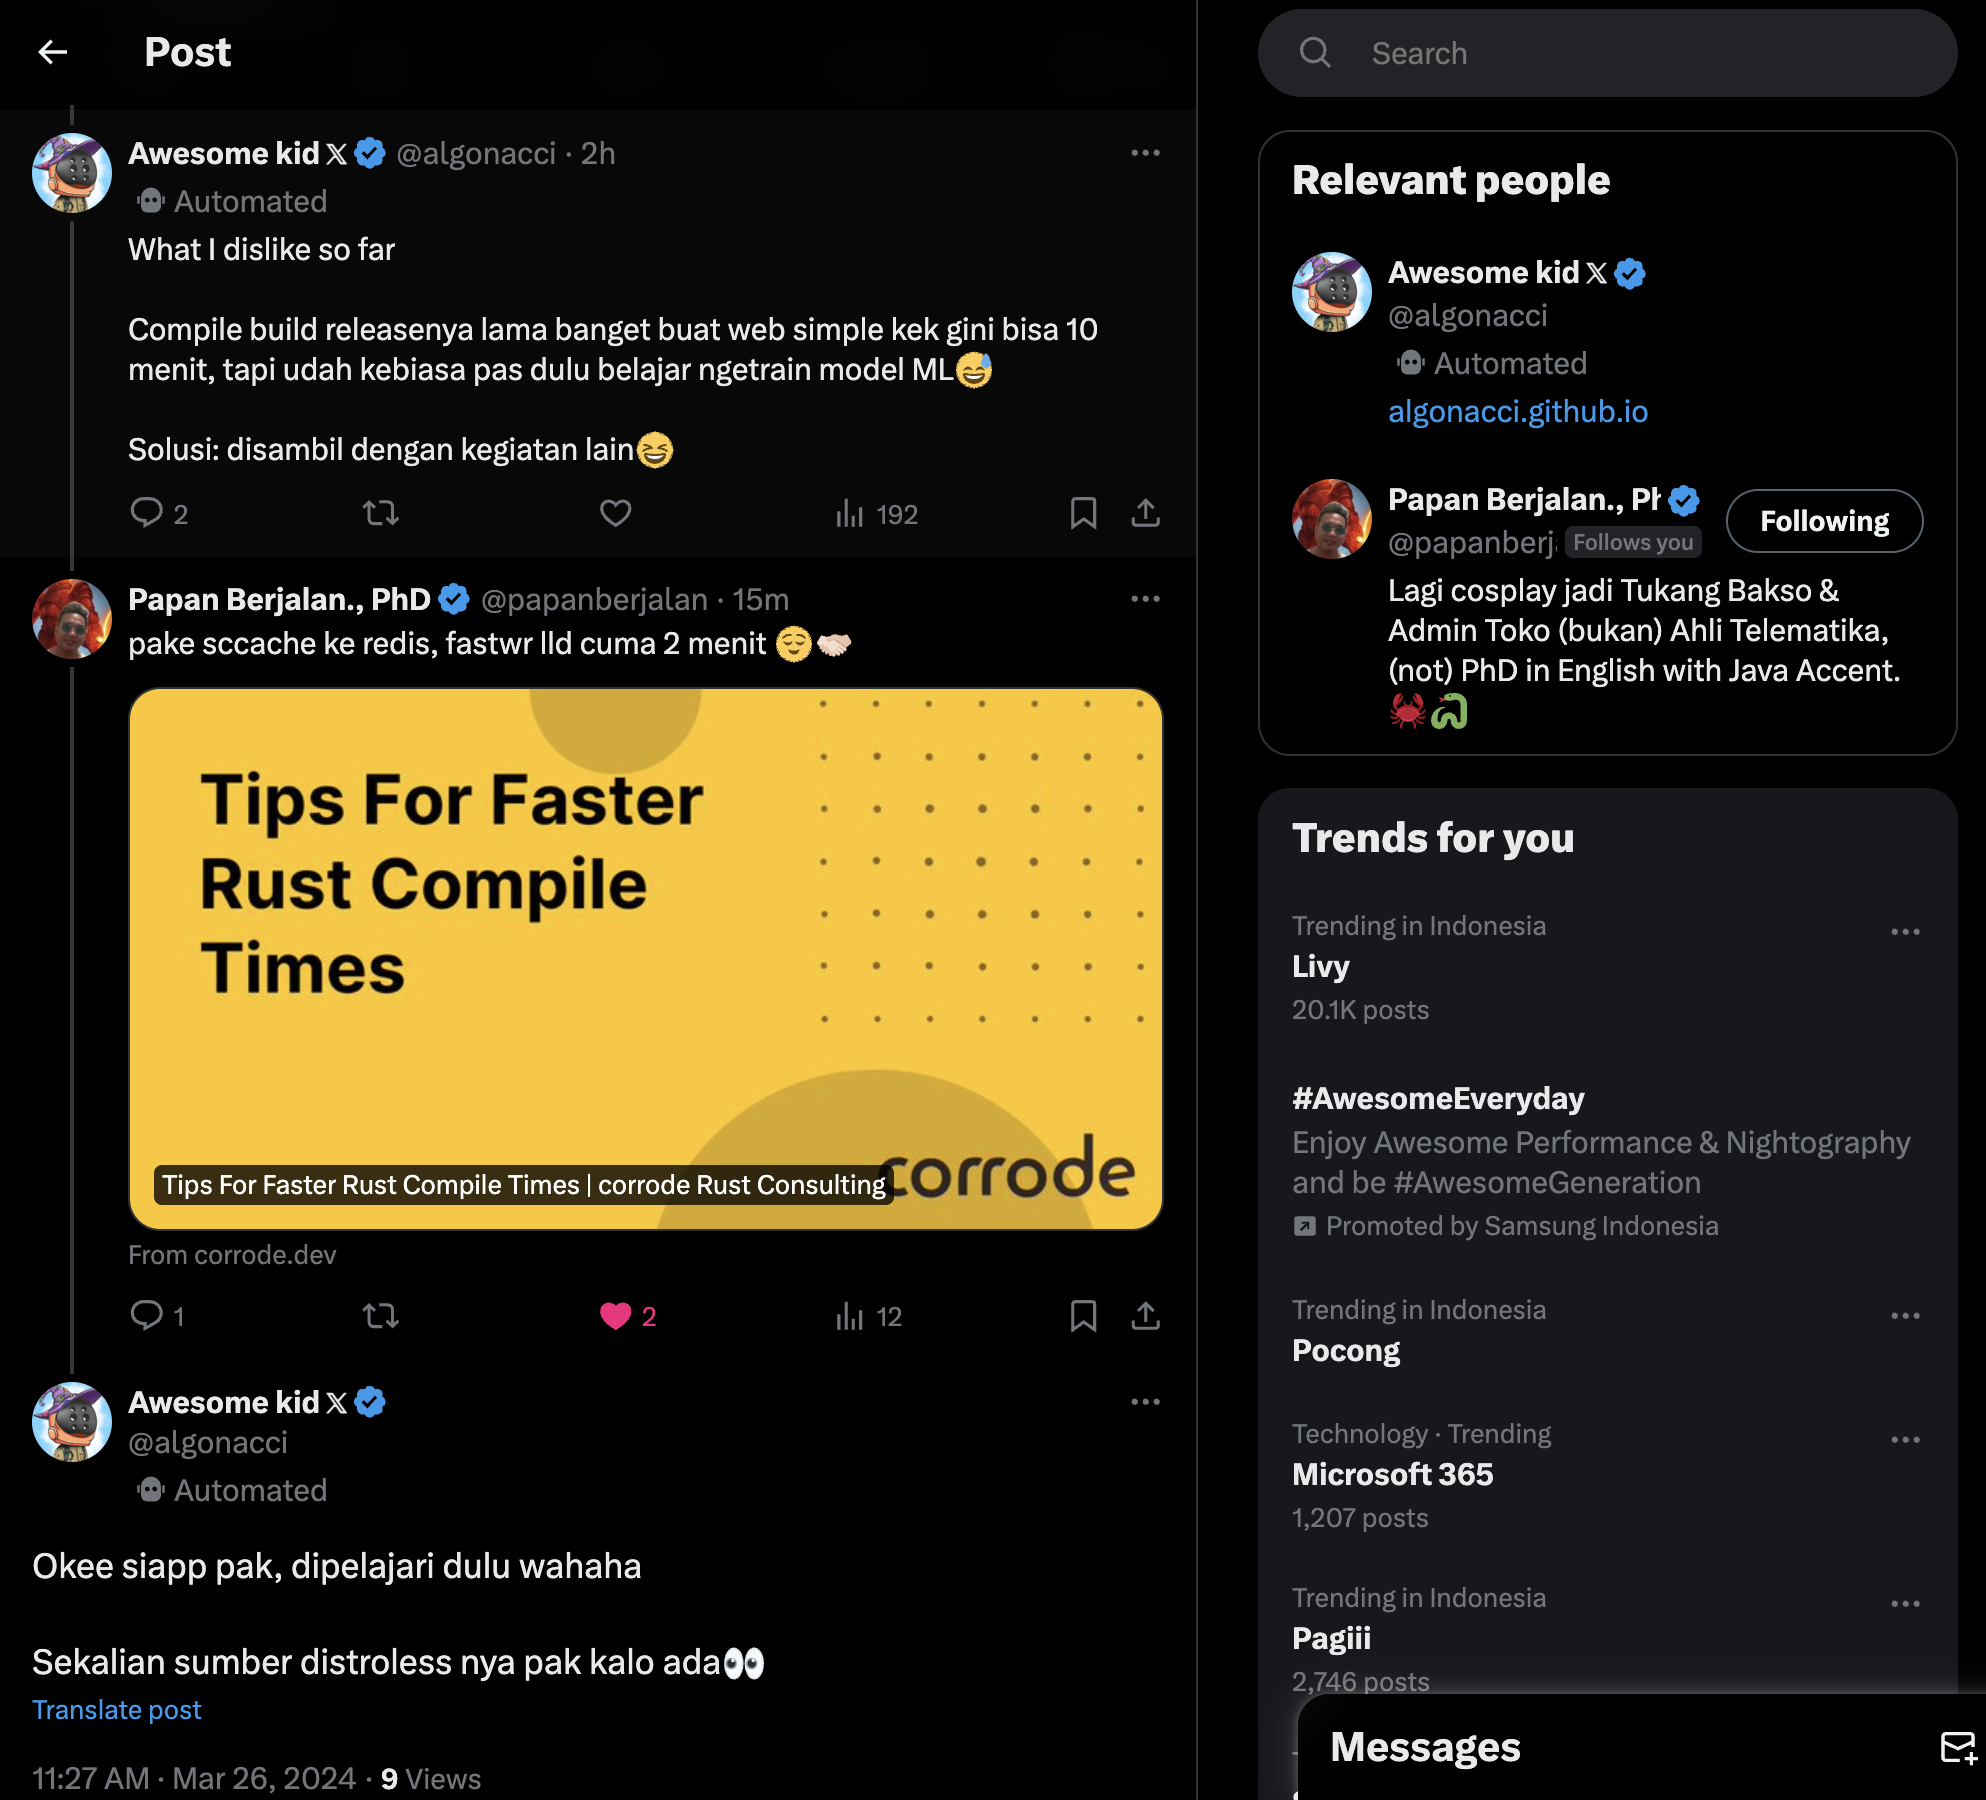 Post
Awesome kid 𝕏 @algonacci · 2h
Automated
What I dislike so far
Compile build releasenya lama banget buat web simple kek gini bisa 10
menit, tapi udah kebiasa pas dulu belajar ngetrain model ML😅
Solusi: disambil dengan kegiatan lain😆
2
192
Papan Berjalan., PhD @papanberjalan · 15m
pake sccache ke redis, fastwr lld cuma 2 menit 😌🤝🏻
Tips For Faster
Rust Compile
Times
corrode
Tips For Faster Rust Compile Times | corrode Rust Consulting
From corrode.dev
1
2
12
Awesome kid 𝕏
@algonacci
Automated
Okee siapp pak, dipelajari dulu wahaha
Sekalian sumber distroless nya pak kalo ada👀
Translate post
11:27 AM · Mar 26, 2024 · 9 Views
Search
Relevant people
Awesome kid 𝕏
@algonacci
Automated
algonacci.github.io
Papan Berjalan., Ph
@papanberj Follows you
Following
Lagi cosplay jadi Tukang Bakso &
Admin Toko (bukan) Ahli Telematika,
(not) PhD in English with Java Accent.
🦀🐍
Trends for you
Trending in Indonesia
Livy
20.1K posts
#AwesomeEveryday
Enjoy Awesome Performance & Nightography
and be #AwesomeGeneration
Promoted by Samsung Indonesia
Trending in Indonesia
Pocong
Technology · Trending
Microsoft 365
1,207 posts
Trending in Indonesia
Pagiii
2,746 posts
Messages